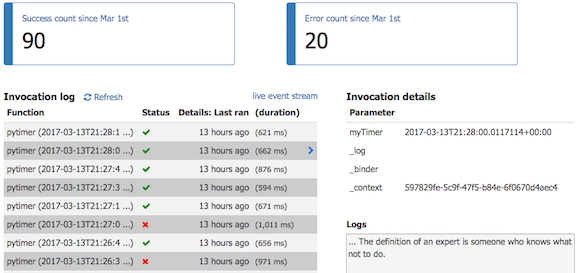 Success count since Mar 1st
90
Error count since Mar 1st
20
Invocation log Refresh live event stream
Function Status Details: Last ran (duration)
pytimer (2017-03-13T21:28:1 ...) 13 hours ago (621 ms)
pytimer (2017-03-13T21:28:0 ...) 13 hours ago (662 ms)
pytimer (2017-03-13T21:27:4 ...) 13 hours ago (876 ms)
pytimer (2017-03-13T21:27:3 ...) 13 hours ago (594 ms)
pytimer (2017-03-13T21:27:1 ...) 13 hours ago (671 ms)
pytimer (2017-03-13T21:27:0 ...) 13 hours ago (1,011 ms)
pytimer (2017-03-13T21:26:4 ...) 13 hours ago (656 ms)
pytimer (2017-03-13T21:26:3 ...) 13 hours ago (971 ms)
Invocation details
Parameter
myTimer 2017-03-13T21:28:00.0117114+00:00
_log
_binder
_context 597829fe-5c9f-47f5-b84e-6f0670d4aec4
Logs
... The definition of an expert is someone who knows what
not to do.